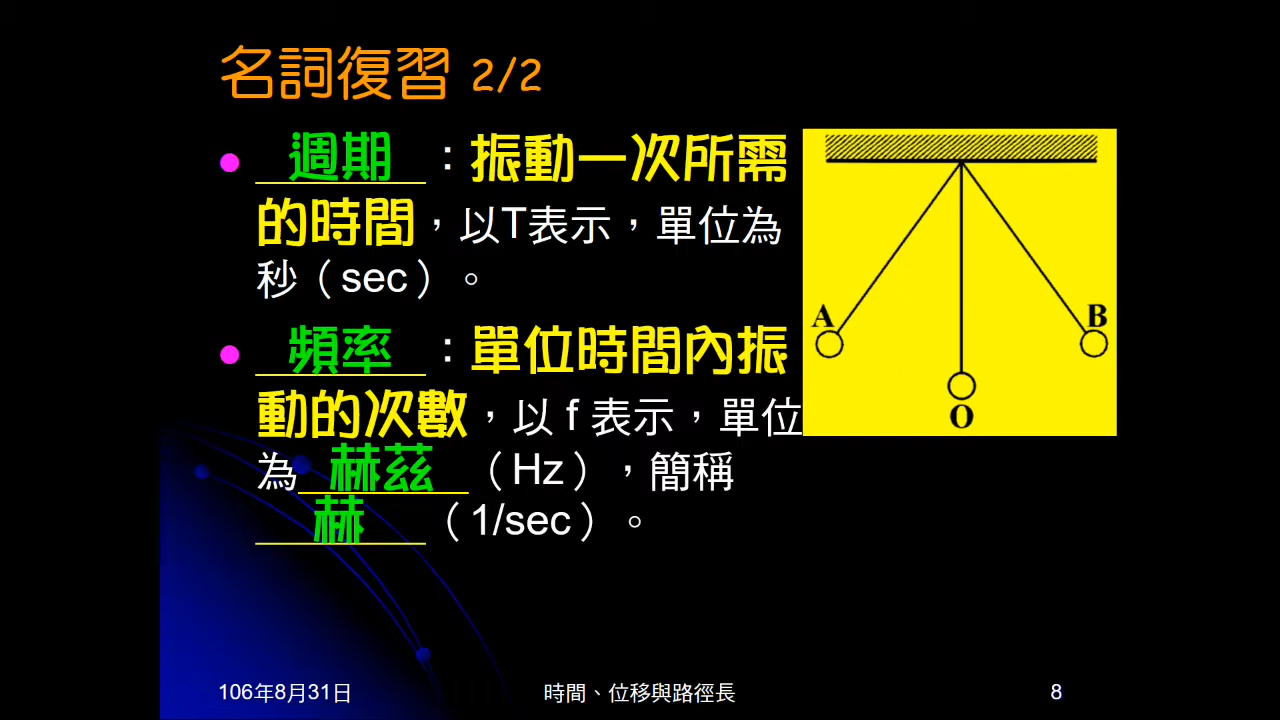 名詞復習 2/2
週期：振動一次所需
的時間，以T表示，單位為
秒（sec）。
頻率：單位時間內振
動的次數，以 f 表示，單位
為赫茲（Hz），簡稱
赫（1/sec）。
A
B
O
106年8月31日
時間、位移與路徑長
8